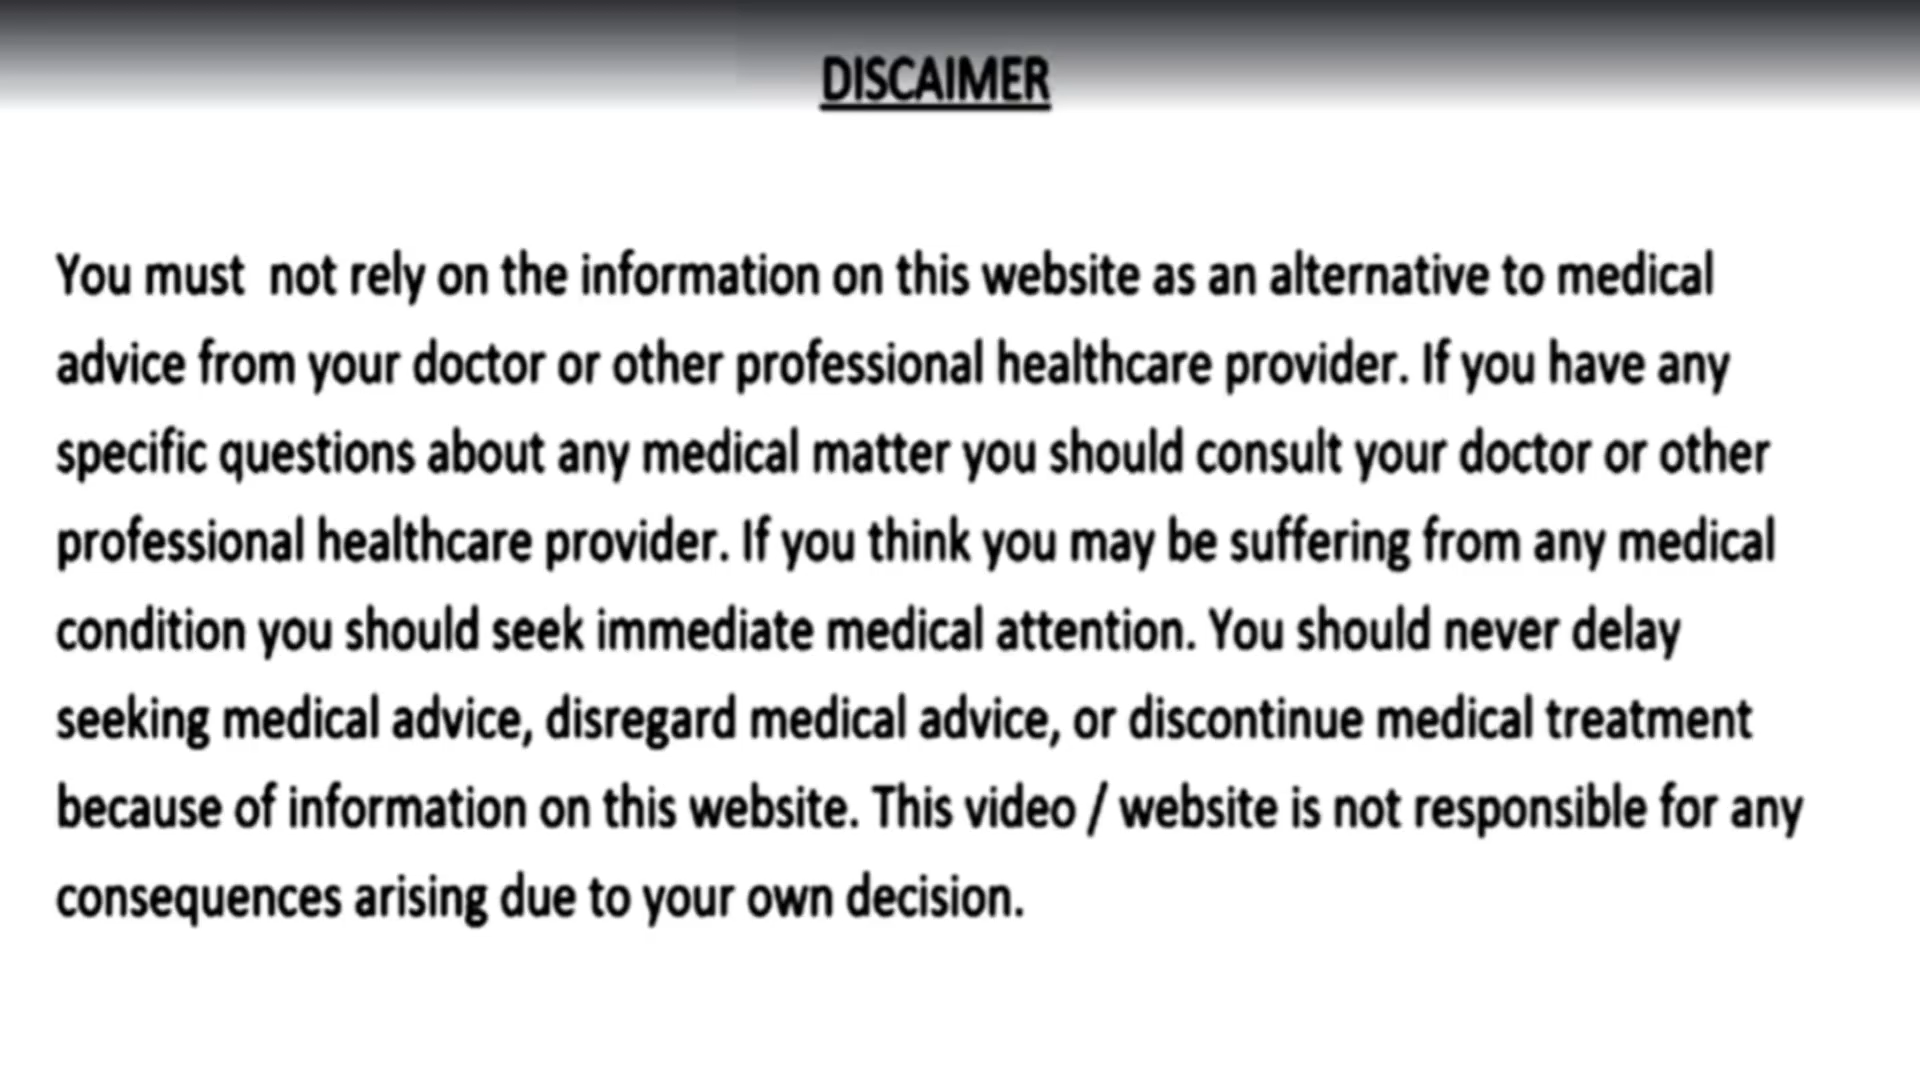 DISCAIMER
You must  not rely on the information on this website as an alternative to medical
advice from your doctor or other professional healthcare provider. If you have any
specific questions about any medical matter you should consult your doctor or other
professional healthcare provider. If you think you may be suffering from any medical
condition you should seek immediate medical attention. You should never delay
seeking medical advice, disregard medical advice, or discontinue medical treatment
because of information on this website. This video / website is not responsible for any
consequences arising due to your own decision.